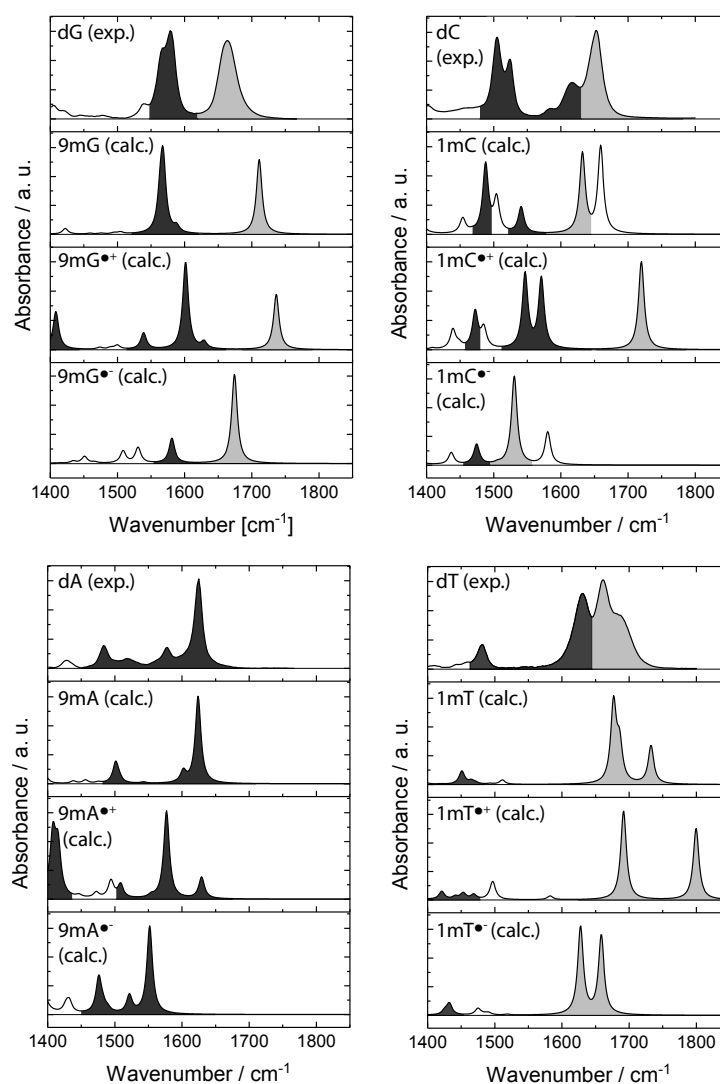 dG (exp.)
9mG (calc.)
9mG●+ (calc.)
9mG●- (calc.)
Absorbance / a. u.
1400 1500 1600 1700 1800
Wavenumber [cm-1]
dC
(exp.)
1mC (calc.)
1mC●+ (calc.)
1mC●-
(calc.)
Absorbance / a. u.
1400 1500 1600 1700 1800
Wavenumber / cm-1
dA (exp.)
9mA (calc.)
9mA●+
(calc.)
9mA●-
(calc.)
Absorbance / a. u.
1400 1500 1600 1700 1800
Wavenumber / cm-1
dT (exp.)
1mT (calc.)
1mT●+ (calc.)
1mT●- (calc.)
Absorbance / a. u.
1400 1500 1600 1700 1800
Wavenumber / cm-1